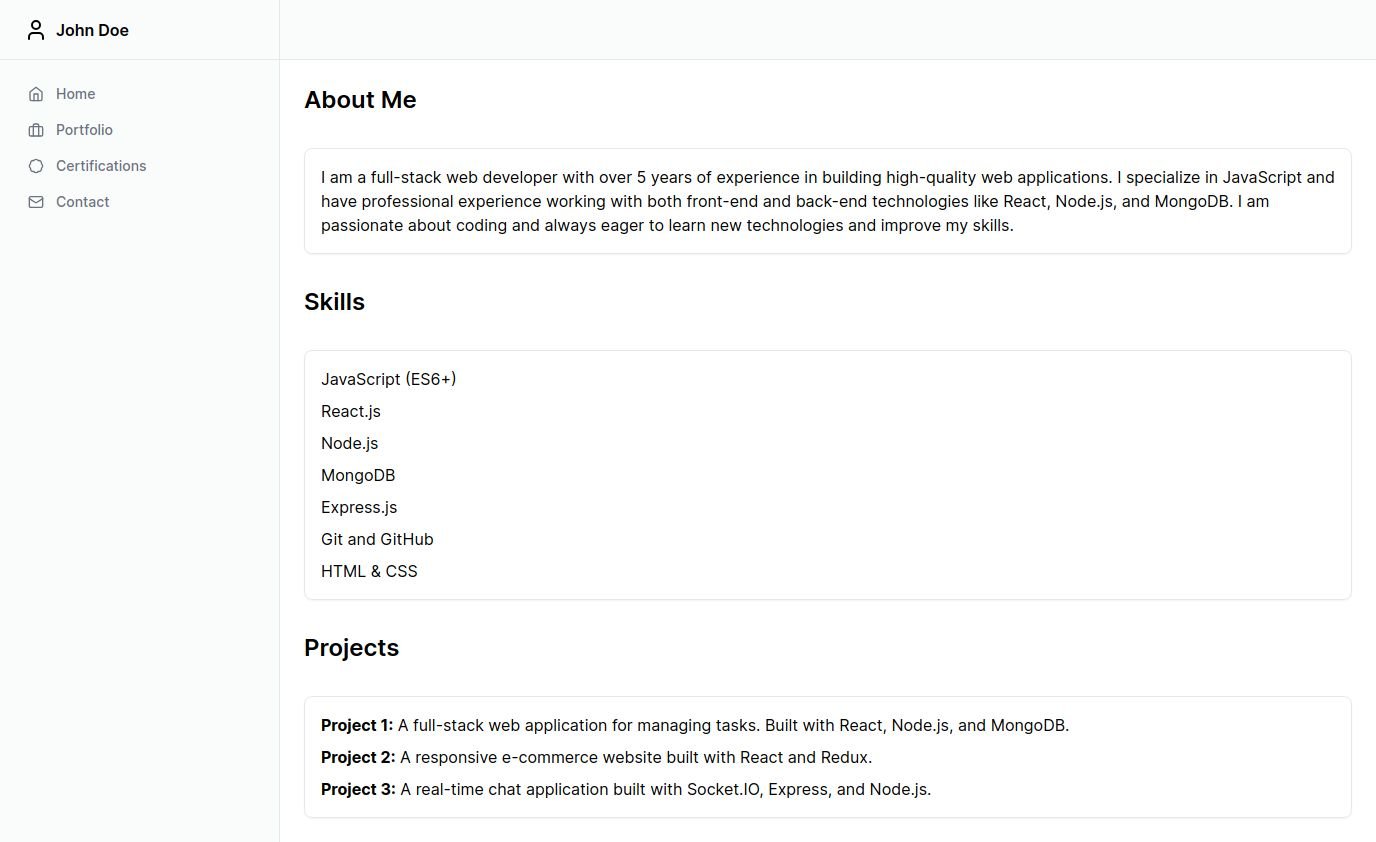 John Doe
Home
Portfolio
Certifications
Contact
About Me
I am a full-stack web developer with over 5 years of experience in building high-quality web applications. I specialize in JavaScript and
have professional experience working with both front-end and back-end technologies like React, Node.js, and MongoDB. I am
passionate about coding and always eager to learn new technologies and improve my skills.
Skills
JavaScript (ES6+)
React.js
Node.js
MongoDB
Express.js
Git and GitHub
HTML & CSS
Projects
Project 1: A full-stack web application for managing tasks. Built with React, Node.js, and MongoDB.
Project 2: A responsive e-commerce website built with React and Redux.
Project 3: A real-time chat application built with Socket.IO, Express, and Node.js.